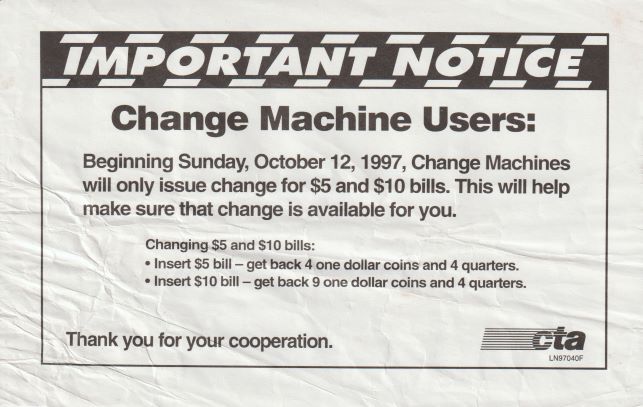 IMPORTANT NOTICE
Change Machine Users:
Beginning Sunday, October 12, 1997, Change Machines
will only issue change for $5 and $10 bills. This will help
make sure that change is available for you.
Changing $5 and $10 bills:
• Insert $5 bill – get back 4 one dollar coins and 4 quarters.
• Insert $10 bill – get back 9 one dollar coins and 4 quarters.
Thank you for your cooperation.
cta
LN97040F